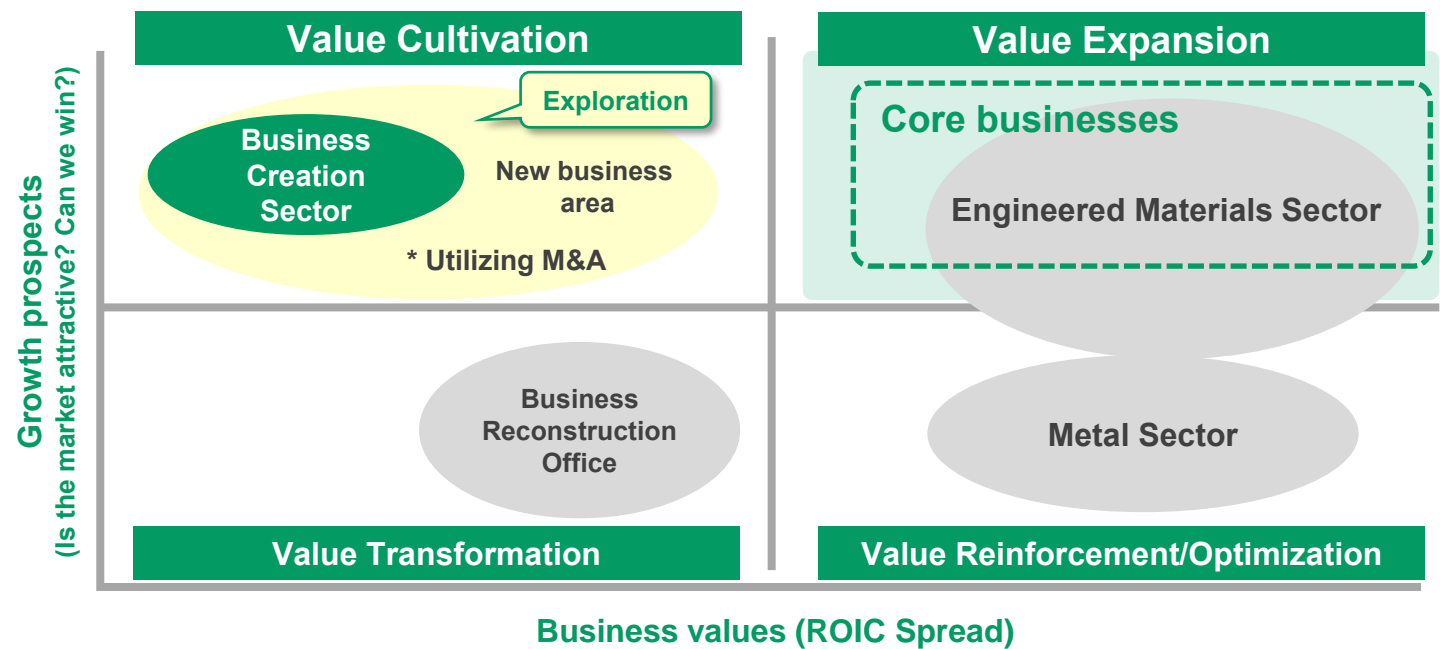 Value Cultivation
Value Expansion
Exploration
Business
Creation
Sector
New business
area
* Utilizing M&A
Core businesses
Engineered Materials Sector
Growth prospects
(Is the market attractive? Can we win?)
Business
Reconstruction
Office
Metal Sector
Value Transformation
Value Reinforcement/Optimization
Business values (ROIC Spread)